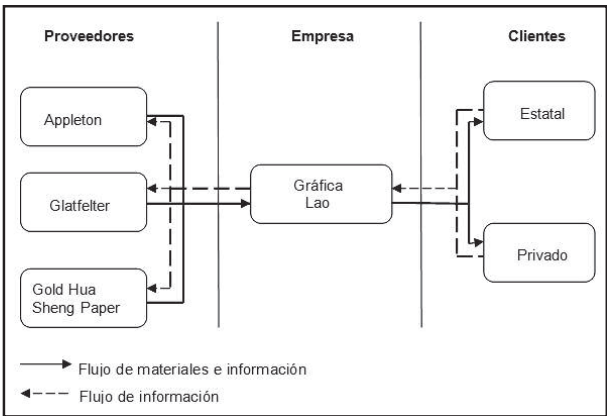 Proveedores
Empresa
Clientes
Appleton
Estatal
Glatfelter
Gráfica
Lao
Gold Hua
Sheng Paper
Privado
Flujo de materiales e información
Flujo de información